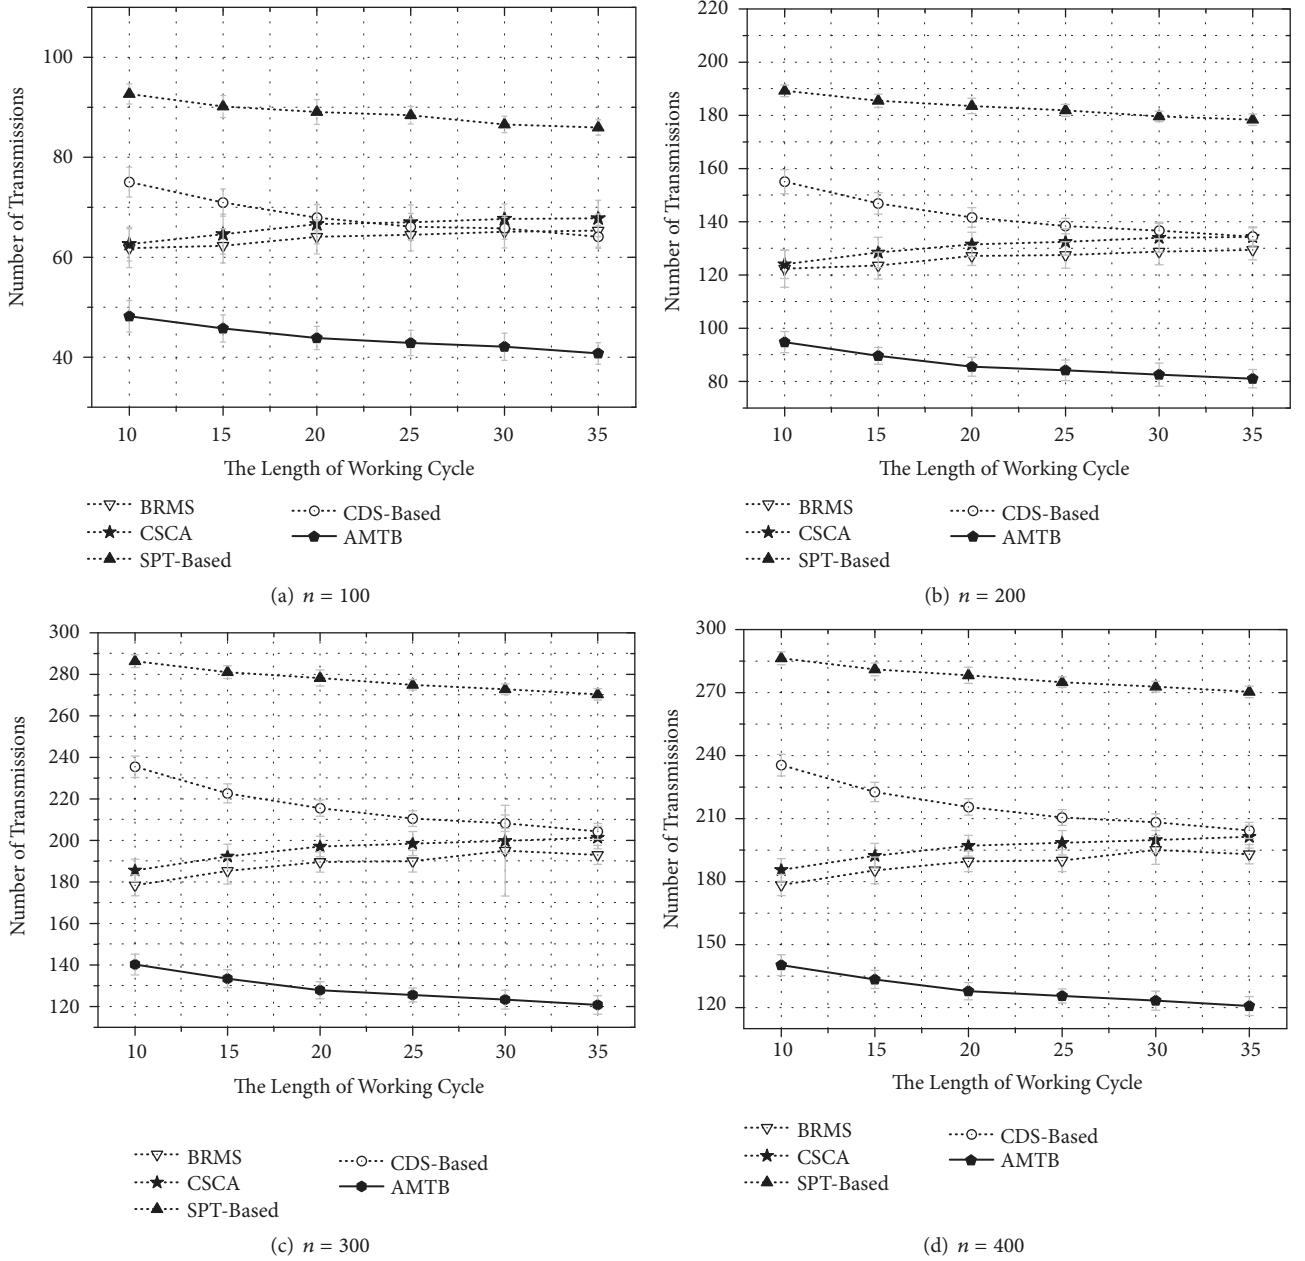 Number of Transmissions
100
80
60
40
10 15 20 25 30 35
The Length of Working Cycle
BRMS
CSCA
SPT-Based
CDS-Based
AMTB
(a) n = 100
Number of Transmissions
220
200
180
160
140
120
100
80
10 15 20 25 30 35
The Length of Working Cycle
BRMS
CSCA
SPT-Based
CDS-Based
AMTB
(b) n = 200
Number of Transmissions
300
280
260
240
220
200
180
160
140
120
10 15 20 25 30 35
The Length of Working Cycle
BRMS
CSCA
SPT-Based
CDS-Based
AMTB
(c) n = 300
Number of Transmissions
300
270
240
210
180
150
120
10 15 20 25 30 35
The Length of Working Cycle
BRMS
CSCA
SPT-Based
CDS-Based
AMTB
(d) n = 400